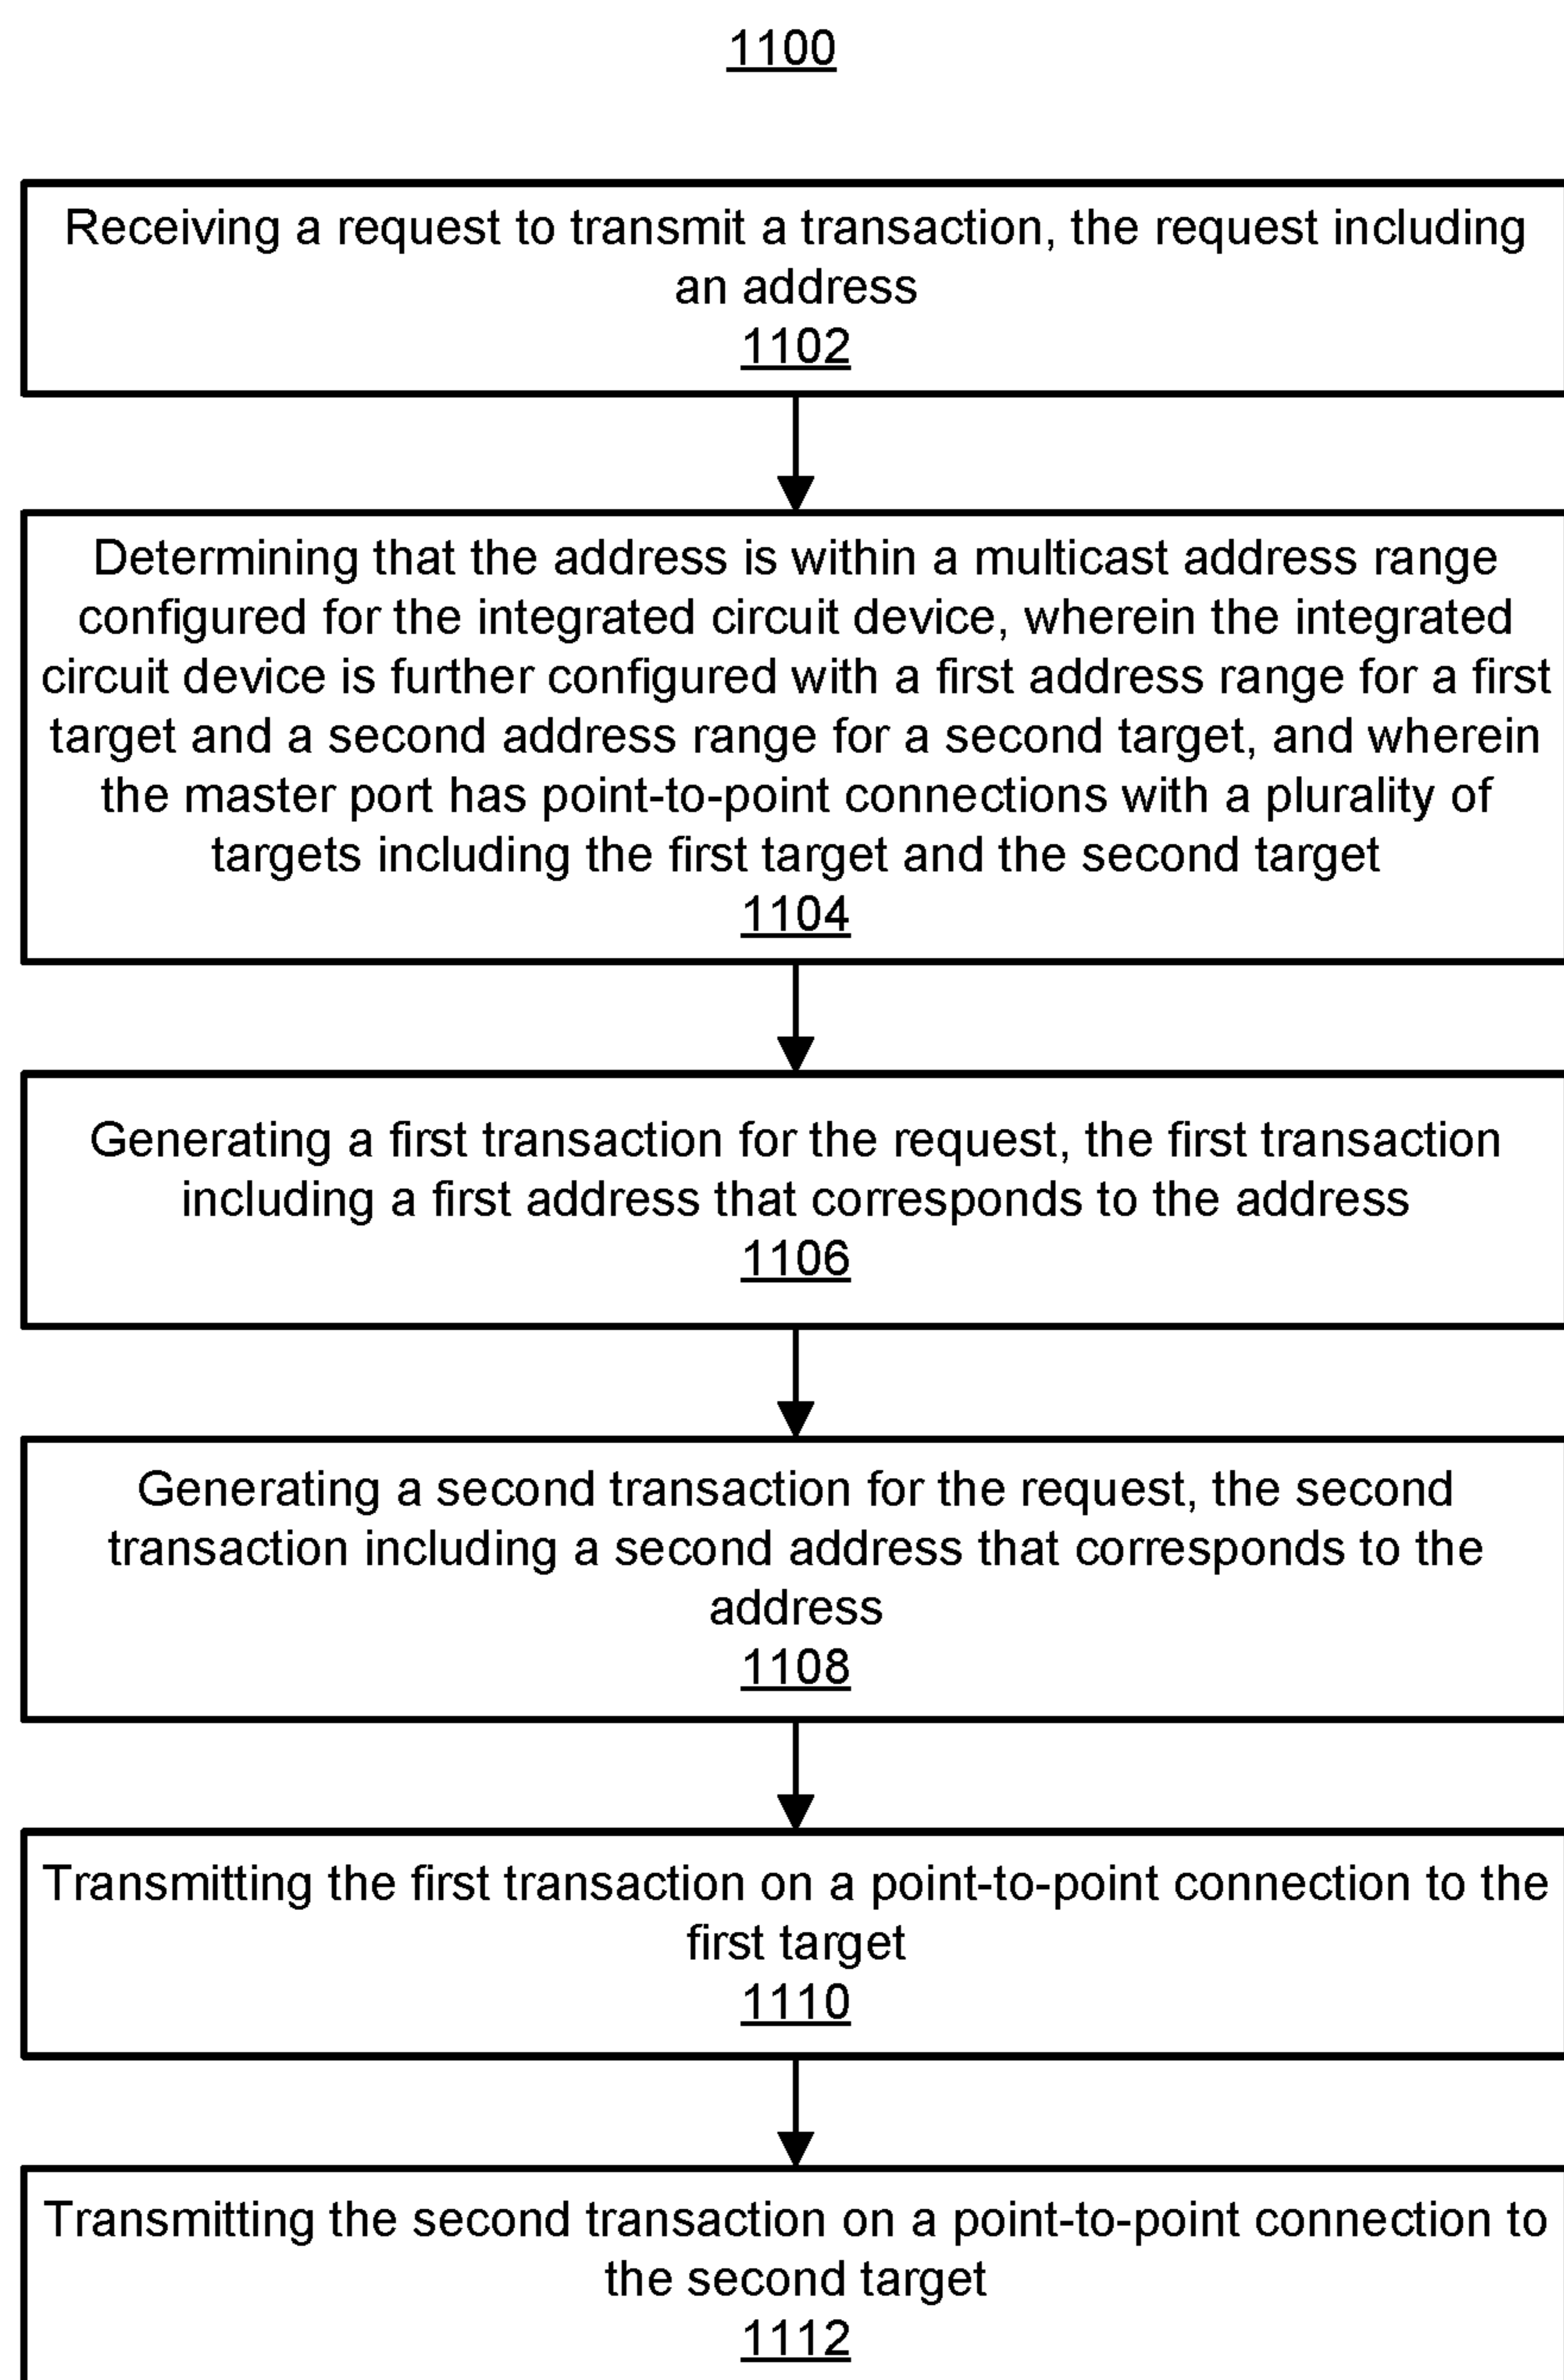 1100
Receiving a request to transmit a transaction, the request including
an address
1102
Determining that the address is within a multicast address range
configured for the integrated circuit device, wherein the integrated
circuit device is further configured with a first address range for a first
target and a second address range for a second target, and wherein
the master port has point-to-point connections with a plurality of
targets including the first target and the second target
1104
Generating a first transaction for the request, the first transaction
including a first address that corresponds to the address
1106
Generating a second transaction for the request, the second
transaction including a second address that corresponds to the
address
1108
Transmitting the first transaction on a point-to-point connection to the
first target
1110
Transmitting the second transaction on a point-to-point connection to
the second target
1112